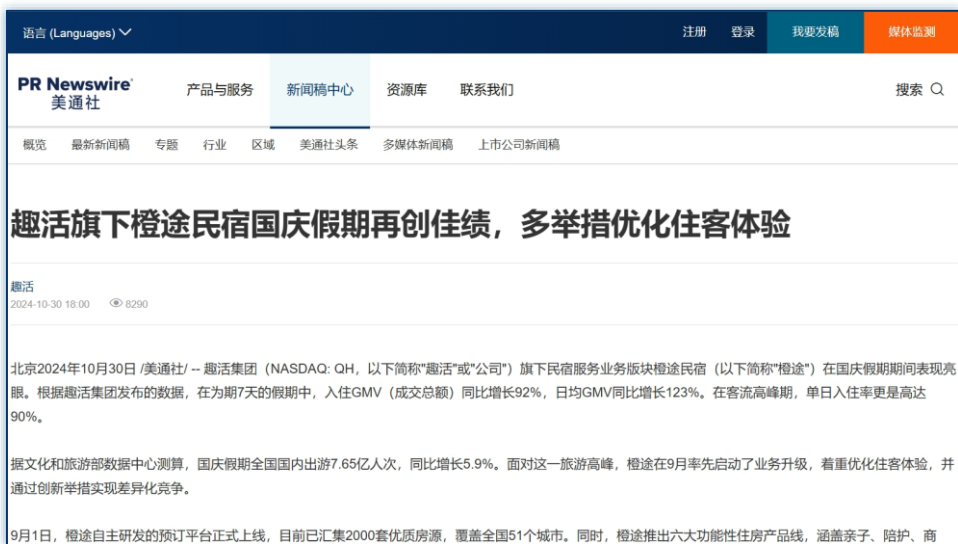 语言 (Languages)
注册 登录 我要发稿 媒体监测
PR Newswire
美通社
产品与服务 新闻稿中心 资源库 联系我们 搜索
概览 最新新闻稿 专题 行业 区域 美通社头条 多媒体新闻稿 上市公司新闻稿
趣活旗下橙途民宿国庆假期再创佳绩，多举措优化住客体验
趣活
2024-10-30 18:00 8290
北京2024年10月30日 /美通社/ -- 趣活集团（NASDAQ: QH，以下简称"趣活"或"公司"）旗下民宿服务业务版块橙途民宿（以下简称"橙途"）在国庆假期期间表现亮
眼。根据趣活集团发布的数据，在为期7天的假期中，入住GMV（成交总额）同比增长92%，日均GMV同比增长123%。在客流高峰期，单日入住率更是高达
90%。
据文化和旅游部数据中心测算，国庆假期全国国内出游7.65亿人次，同比增长5.9%。面对这一旅游高峰，橙途在9月率先启动了业务升级，着重优化住客体验，并
通过创新举措实现差异化竞争。
9月1日，橙途自主研发的预订平台正式上线，目前已汇集2000套优质房源，覆盖全国51个城市。同时，橙途推出六大功能性住房产品线，涵盖亲子、陪护、商